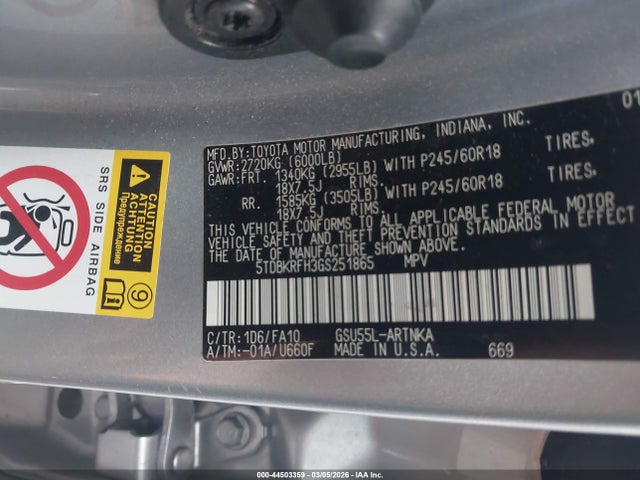 01
MFD.BY:TOYOTA MOTOR MANUFACTURING, INDIANA, INC.
GVWR:2720KG (6000LB)
GAWR:FRT. 1340KG (2955LB) WITH P245/60R18 TIRES,
18X7.5J RIMS.
RR. 1585KG (3505LB) WITH P245/60R18 TIRES,
18X7.5J RIMS.
THIS VEHICLE CONFORMS TO ALL APPLICABLE FEDERAL MOTOR
VEHICLE SAFETY AND THEFT PREVENTION STANDARDS IN EFFECT
ON THE DATE OF MANUFACTURE SHOWN ABOVE.
5TDBKRFH3GS251865 MPV
C/TR:1D6/FA10 GSU55L-ARTNKA
A/TM:-01A/U660F MADE IN U.S.A. 669
SRS SIDE AIRBAG
CAUTION
ATTENTION
Предупреждение
9
000-44503359 - 03/05/2026 - IAA Inc.